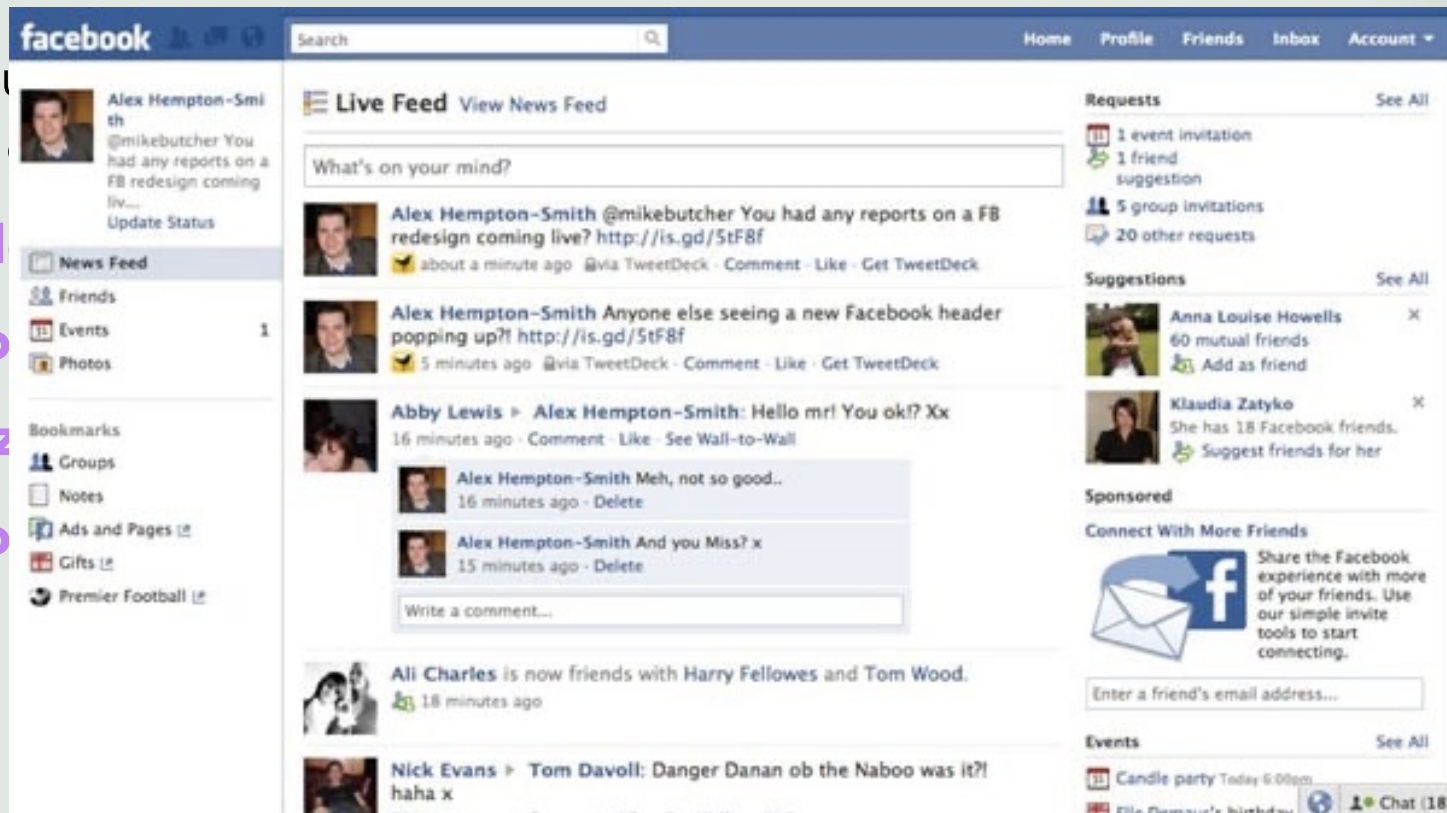 facebook
Search
Home Profile Friends Inbox Account
Alex Hempton-Smi
th
@mikebutcher You
had any reports on a
FB redesign coming
liv...
Update Status
News Feed
Friends
Events 1
Photos
Bookmarks
Groups
Notes
Ads and Pages
Gifts
Premier Football
Live Feed View News Feed
What's on your mind?
Alex Hempton-Smith @mikebutcher You had any reports on a FB
redesign coming live? http://is.gd/5tF8f
about a minute ago via TweetDeck · Comment · Like · Get TweetDeck
Alex Hempton-Smith Anyone else seeing a new Facebook header
popping up?! http://is.gd/5tF8f
5 minutes ago via TweetDeck · Comment · Like · Get TweetDeck
Abby Lewis ▸ Alex Hempton-Smith: Hello mr! You ok!? Xx
16 minutes ago · Comment · Like · See Wall-to-Wall
Alex Hempton-Smith Meh, not so good..
16 minutes ago · Delete
Alex Hempton-Smith And you Miss? x
15 minutes ago · Delete
Write a comment...
Ali Charles is now friends with Harry Fellowes and Tom Wood.
18 minutes ago
Nick Evans ▸ Tom Davoll: Danger Danan ob the Naboo was it?!
haha x
Requests See All
1 event invitation
1 friend
suggestion
5 group invitations
20 other requests
Suggestions See All
Anna Louise Howells
60 mutual friends
Add as friend
Klaudia Zatyko
She has 18 Facebook friends.
Suggest friends for her
Sponsored
Connect With More Friends
Share the Facebook
experience with more
of your friends. Use
our simple invite
tools to start
connecting.
Enter a friend's email address...
Events See All
Candle party Today 6:00pm
birthday
Chat (18